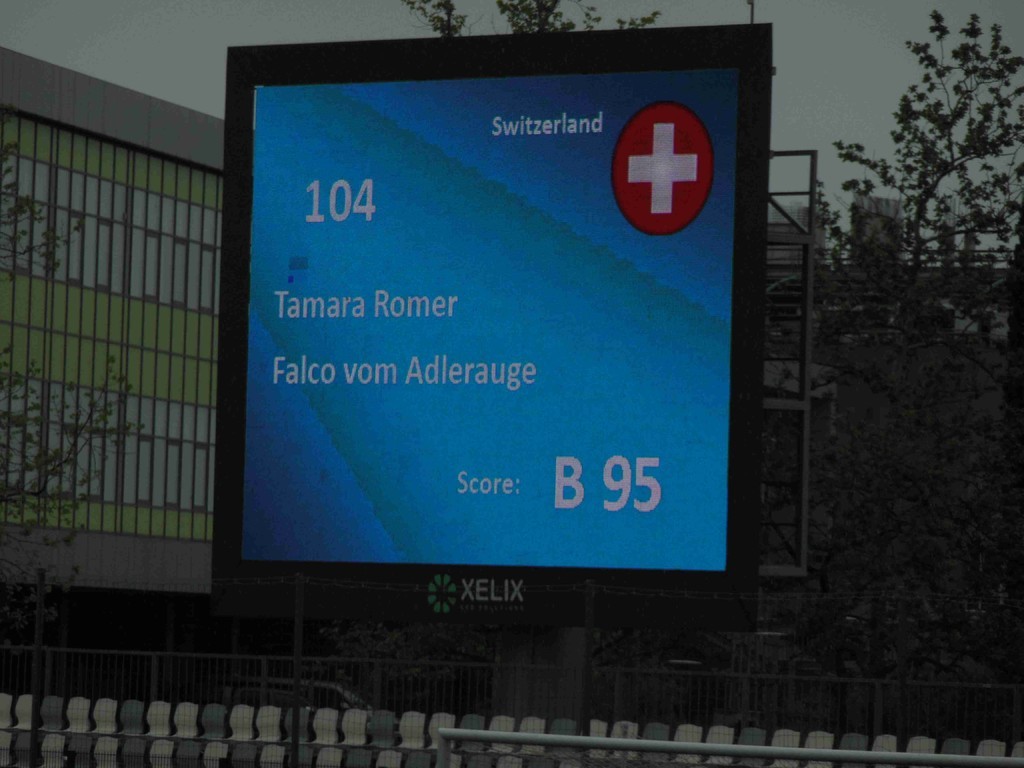 Switzerland
104
Tamara Romer
Falco vom Adlerauge
Score: B 95
XELIX